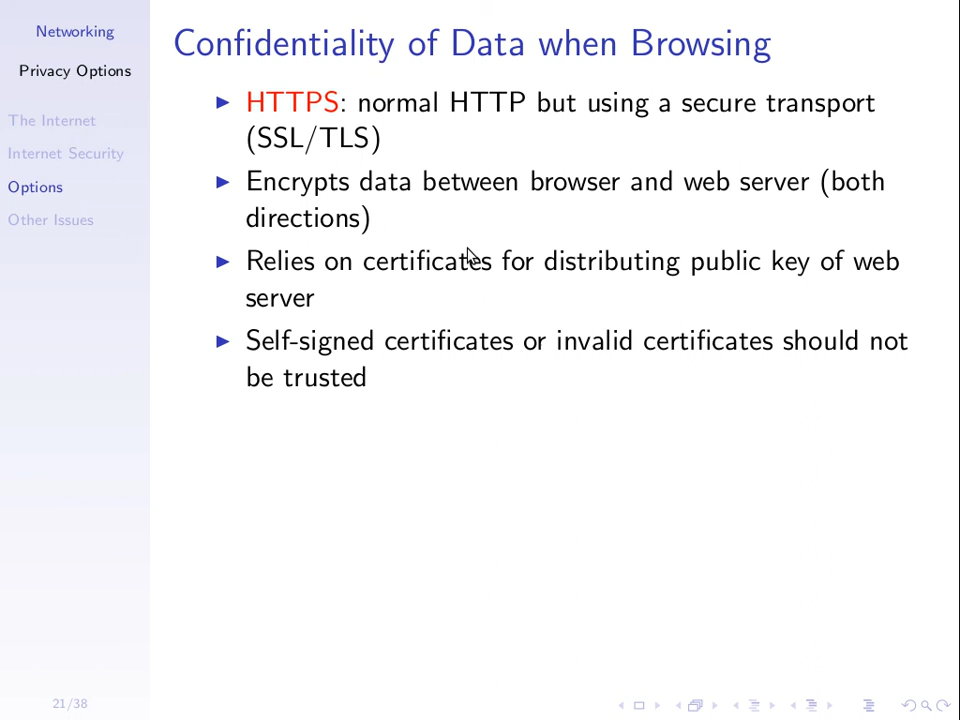 Networking
Privacy Options
The Internet
Internet Security
Options
Other Issues
Confidentiality of Data when Browsing
HTTPS: normal HTTP but using a secure transport
(SSL/TLS)
Encrypts data between browser and web server (both
directions)
Relies on certificates for distributing public key of web
server
Self-signed certificates or invalid certificates should not
be trusted
21/38